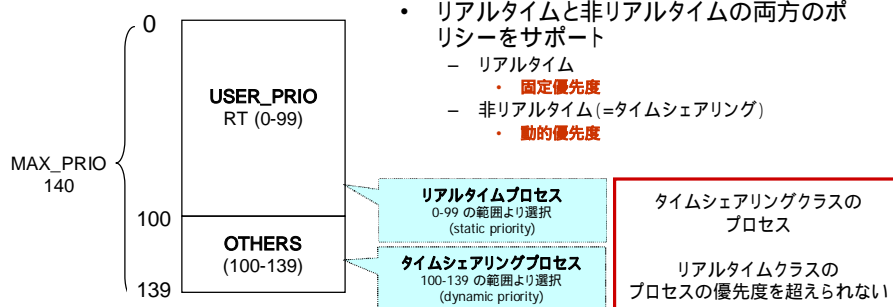 0
USER_PRIO
RT (0-99)
MAX_PRIO
140
100
OTHERS
(100-139)
139
• リアルタイムと非リアルタイムの両方のポ
リシーをサポート
– リアルタイム
• 固定優先度
– 非リアルタイム(=タイムシェアリング)
• 動的優先度
リアルタイムプロセス
0-99 の範囲より選択
(static priority)
タイムシェアリングプロセス
100-139 の範囲より選択
(dynamic priority)
タイムシェアリングクラスの
プロセス
リアルタイムクラスの
プロセスの優先度を超えられない